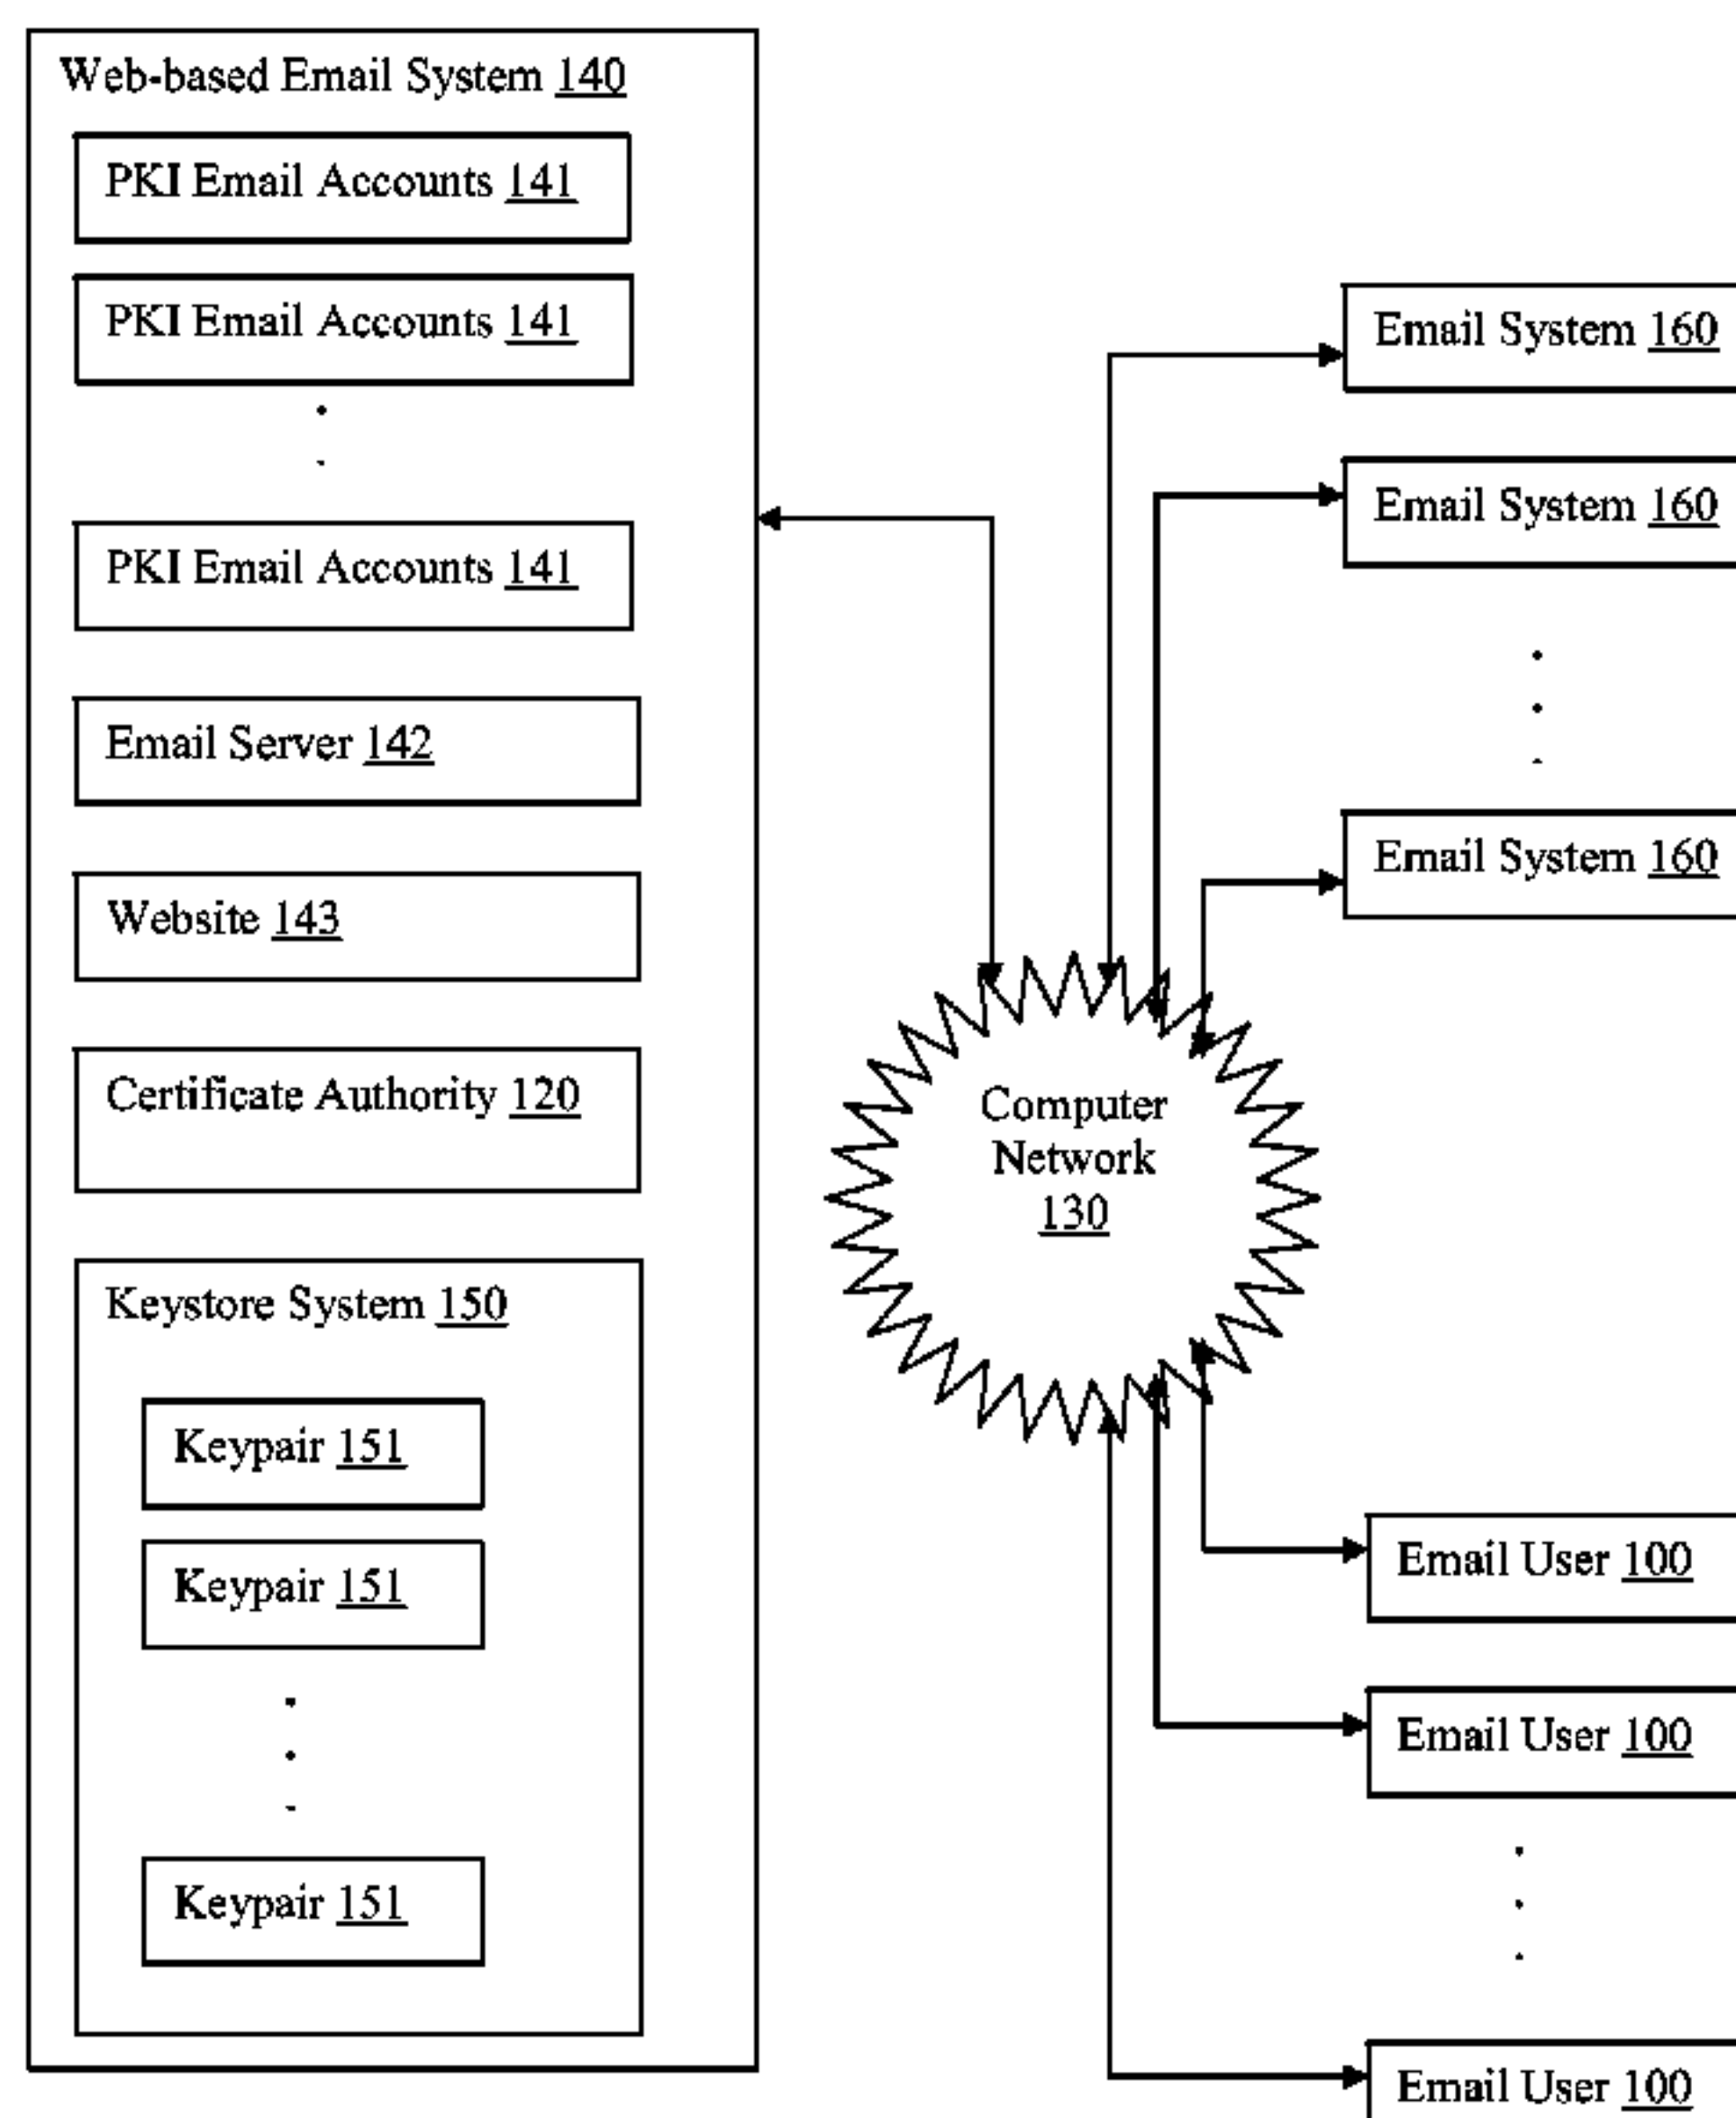 Web-based Email System 140
PKI Email Accounts 141
PKI Email Accounts 141
PKI Email Accounts 141
Email Server 142
Website 143
Certificate Authority 120
Keystore System 150
Keypair 151
Keypair 151
Keypair 151
Computer
Network
130
Email System 160
Email System 160
Email System 160
Email User 100
Email User 100
Email User 100